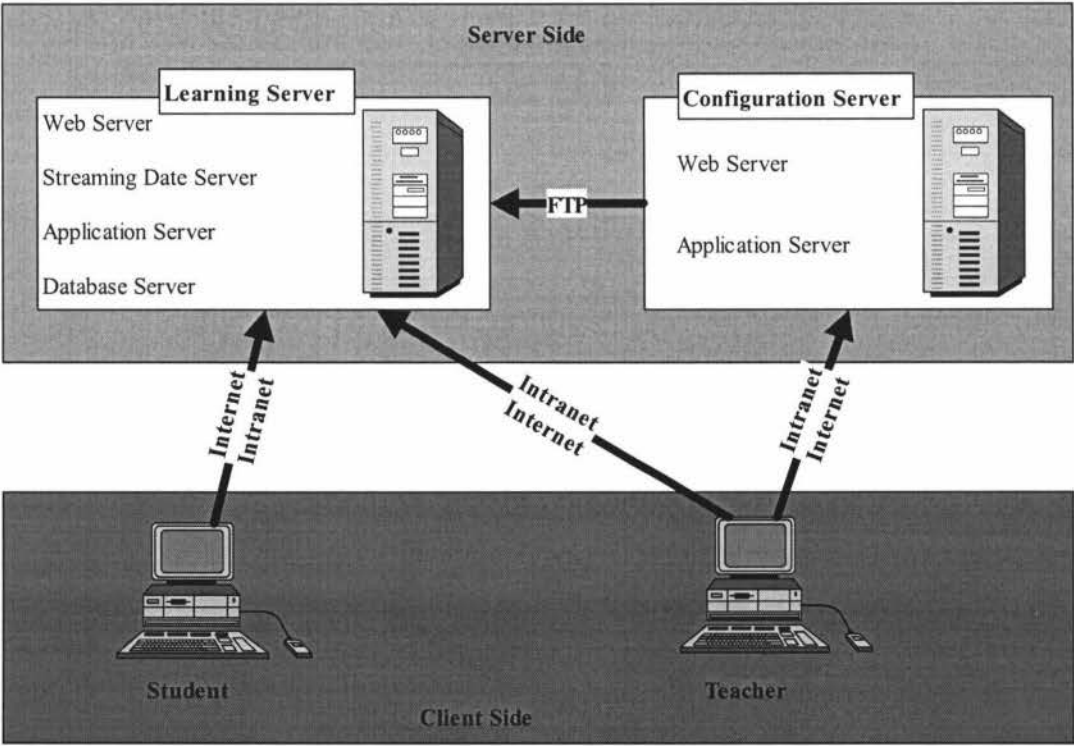 Server Side
Learning Server
Web Server
Streaming Date Server
Application Server
Database Server
FTP
Configuration Server
Web Server
Application Server
Internet
Intranet
Intranet
Internet
Intranet
Internet
Student
Teacher
Client Side